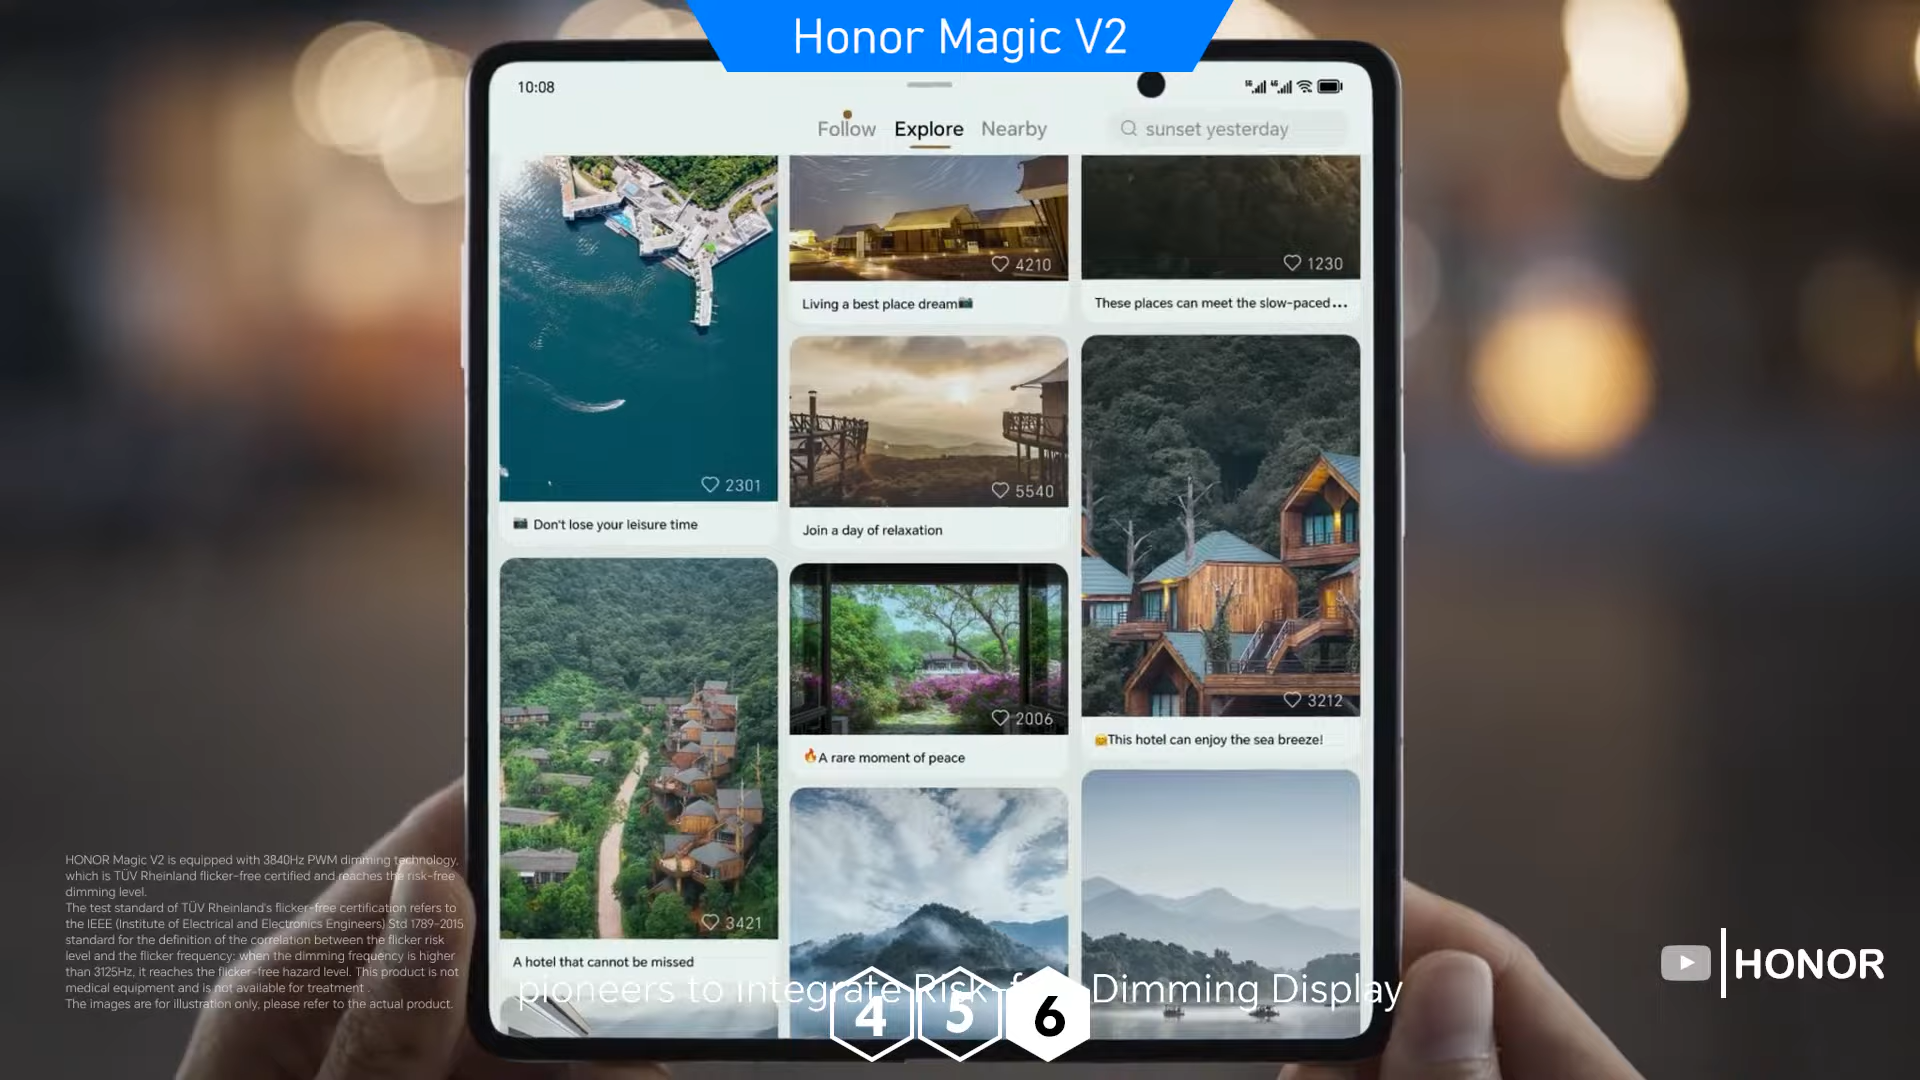 Honor Magic V2
10:08
Follow Explore Nearby
sunset yesterday
4210
1230
Living a best place dream
These places can meet the slow-paced...
2301
5540
Don't lose your leisure time
Join a day of relaxation
2006
3212
A rare moment of peace
This hotel can enjoy the sea breeze!
3421
A hotel that cannot be missed
HONOR Magic V2 is equipped with 3840Hz PWM dimming technology,
which is TÜV Rheinland flicker-free certified and reaches the risk-free
dimming level.
The test standard of TÜV Rheinland's flicker-free certification refers to
the IEEE (Institute of Electrical and Electronics Engineers) Std 1789-2015
standard for the definition of the correlation between the flicker risk
level and the flicker frequency: when the dimming frequency is higher
than 3125Hz, it reaches the flicker-free hazard level. This product is not
medical equipment and is not available for treatment .
The images are for illustration only, please refer to the actual product.
pioneers to integrate Dimming Display
4 5 6
HONOR